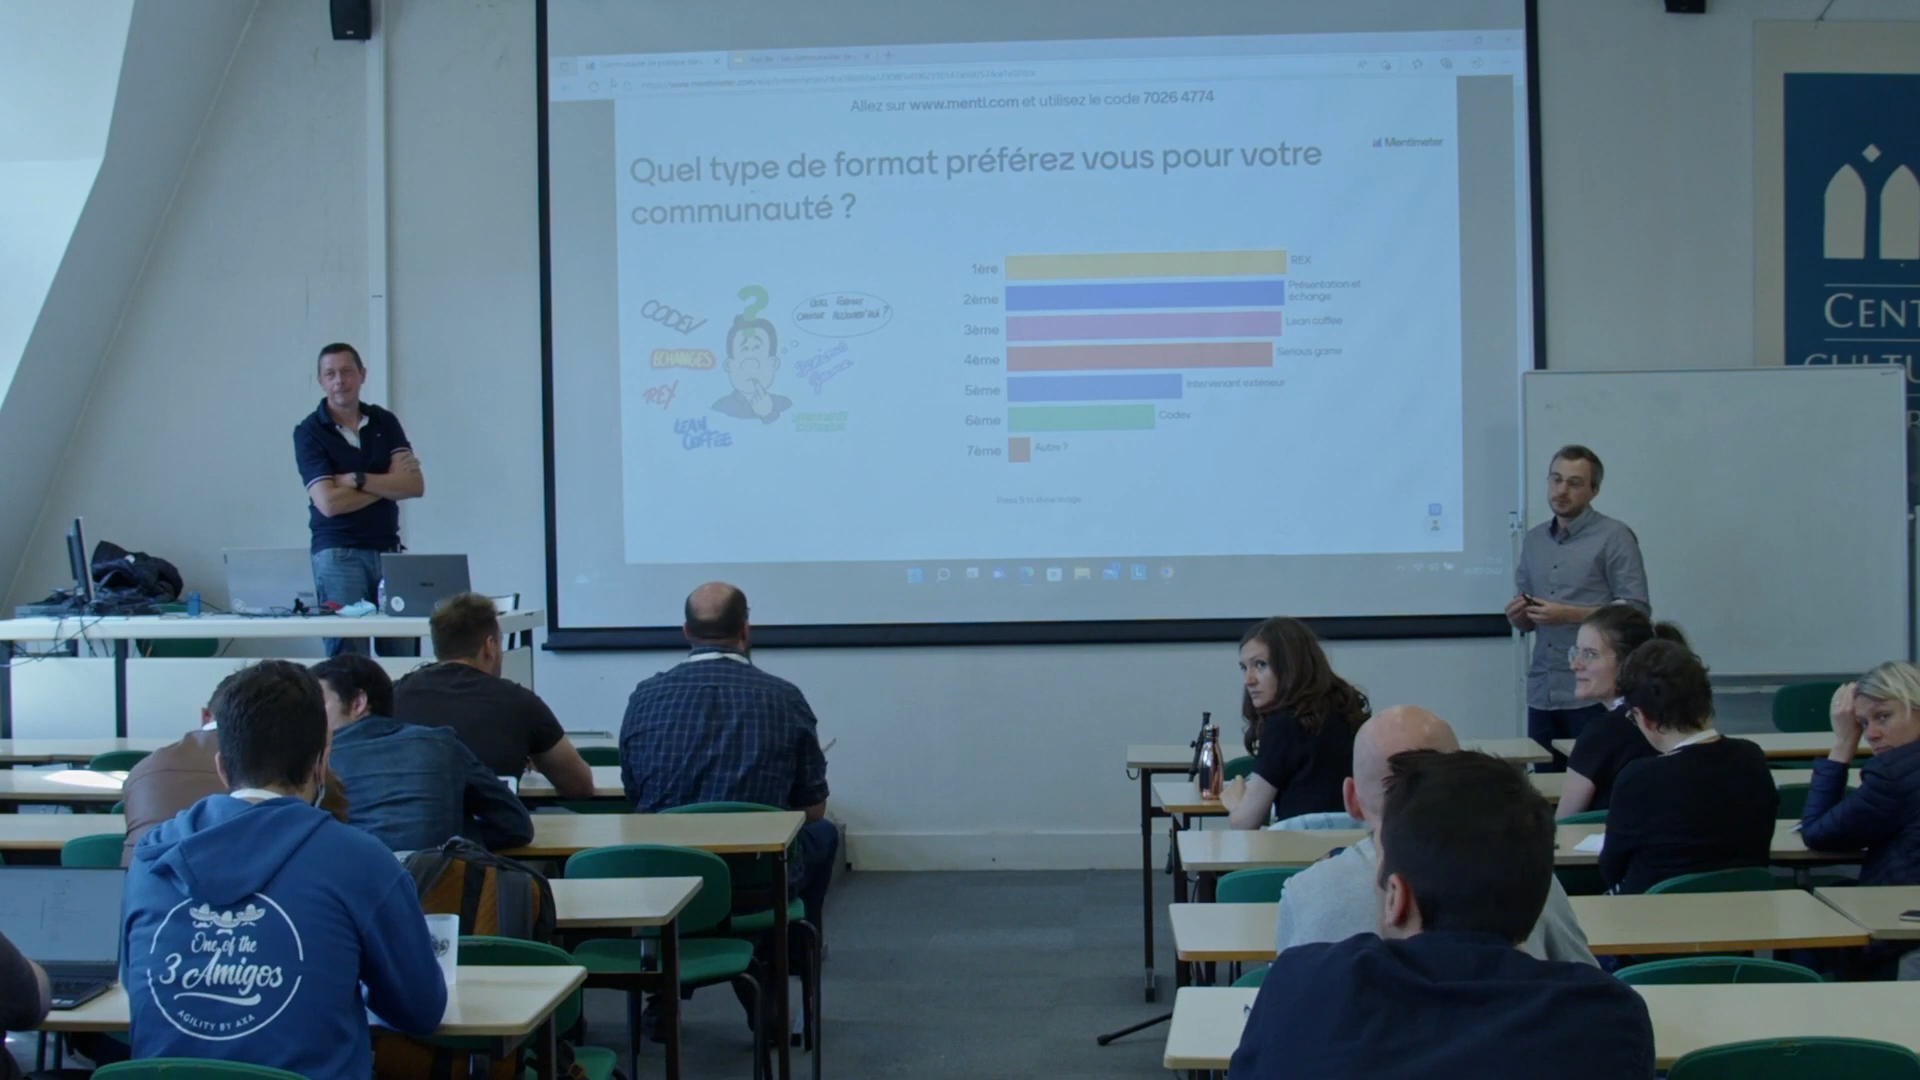 Allez sur www.menti.com et utilisez le code 7026 4774
Mentimeter
Quel type de format préférez vous pour votre
communauté ?
1ère
REX
2ème
Présentation et
échange
3ème
Lean coffee
4ème
Serious game
5ème
Intervenant extérieur
6ème
Codev
7ème
Autre ?
CODEV
ECHANGES
REX
LEAN
COFFEE
CENT
CULTU
One of the
3 Amigos
AGILITY BY AXA